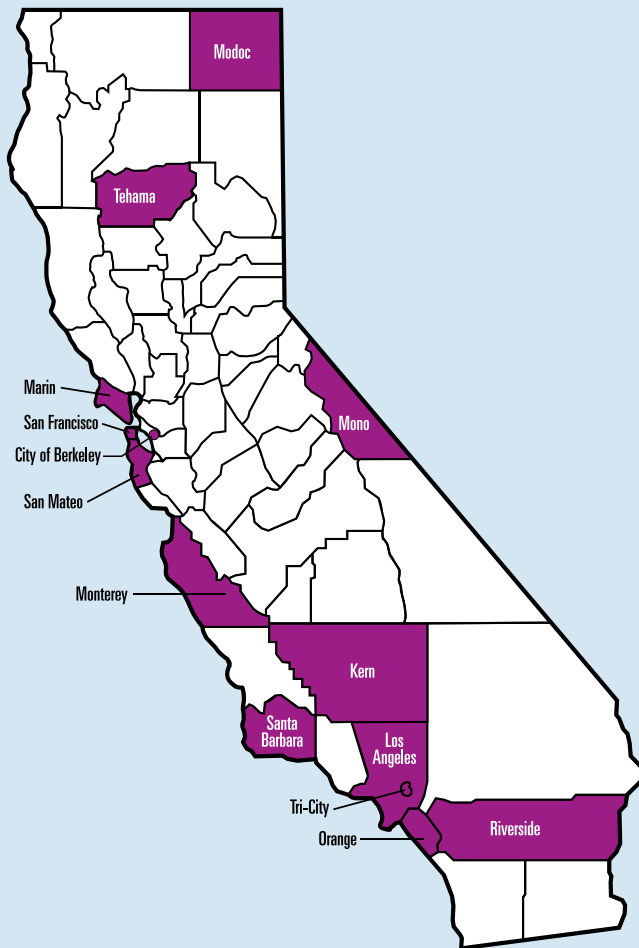 Modoc
Tehama
Marin
San Francisco
City of Berkeley
San Mateo
Mono
Monterey
Kern
Santa
Barbara
Los
Angeles
Tri-City
Orange
Riverside